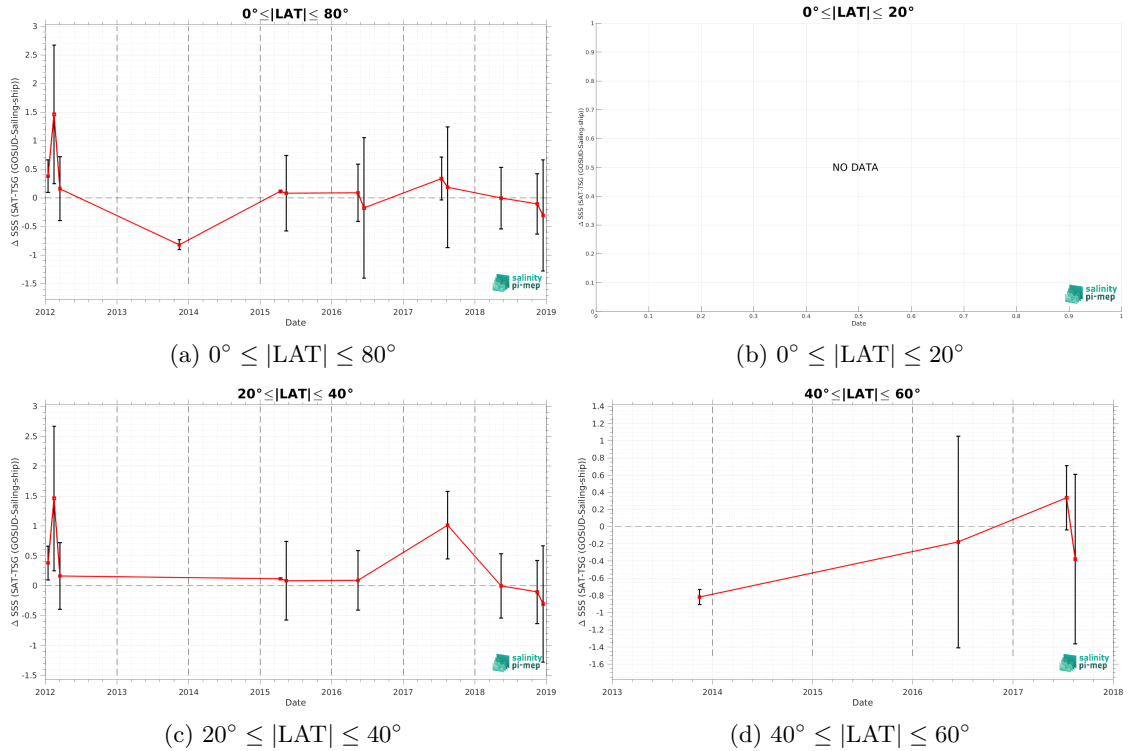 0°≤|LAT|≤ 80°
3
2.5
2
1.5
1
0.5
0
-0.5
-1
-1.5
Δ SSS (SAT-TSG (GOSUD-Sailing-ship))
2012 2013 2014 2015 2016 2017 2018 2019
Date
salinity
pi-mep
(a) 0° ≤ |LAT| ≤ 80°
0°≤|LAT|≤ 20°
1
0.9
0.8
0.7
0.6
0.5
0.4
0.3
0.2
0.1
0
Δ SSS (SAT-TSG (GOSUD-Sailing-ship))
NO DATA
0 0.1 0.2 0.3 0.4 0.5 0.6 0.7 0.8 0.9 1
Date
salinity
pi-mep
(b) 0° ≤ |LAT| ≤ 20°
20°≤|LAT|≤ 40°
3
2.5
2
1.5
1
0.5
0
-0.5
-1
-1.5
Δ SSS (SAT-TSG (GOSUD-Sailing-ship))
2012 2013 2014 2015 2016 2017 2018 2019
Date
salinity
pi-mep
(c) 20° ≤ |LAT| ≤ 40°
40°≤|LAT|≤ 60°
1.4
1.2
1
0.8
0.6
0.4
0.2
0
-0.2
-0.4
-0.6
-0.8
-1
-1.2
-1.4
-1.6
Δ SSS (SAT-TSG (GOSUD-Sailing-ship))
2013 2014 2015 2016 2017 2018
Date
salinity
pi-mep
(d) 40° ≤ |LAT| ≤ 60°